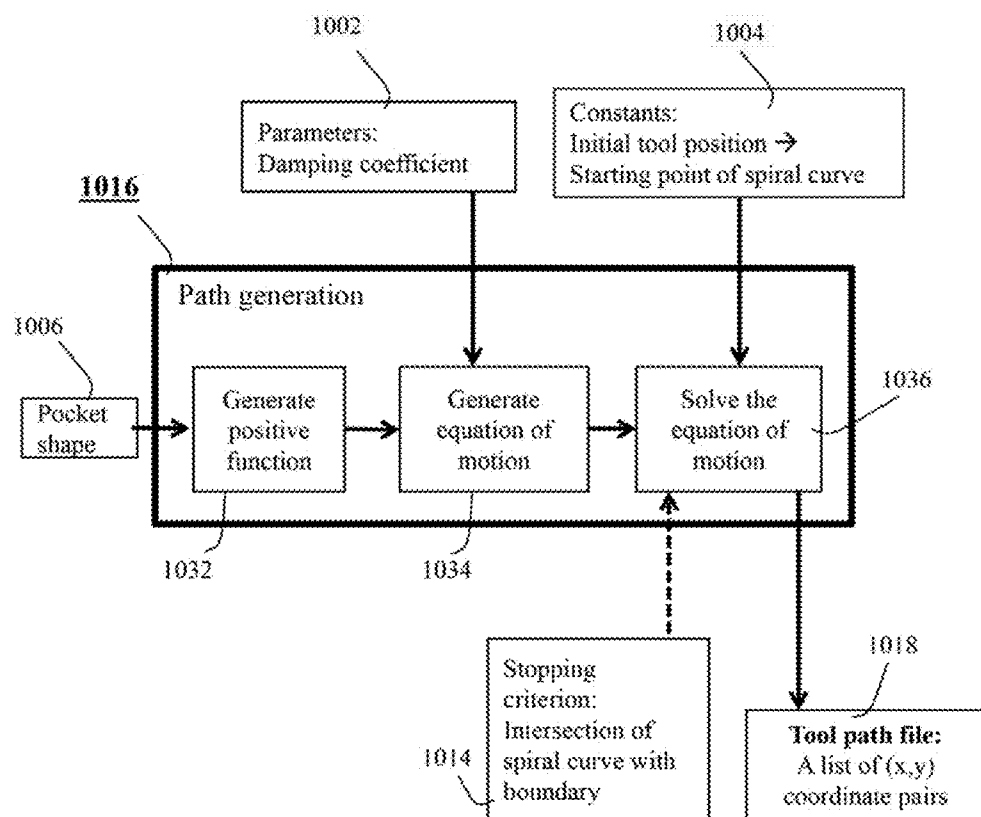 1002
1004
Parameters:
Damping coefficient
Constants:
Initial tool position →
Starting point of spiral curve
1016
Path generation
1006
Pocket
shape
Generate
positive
function
Generate
equation of
motion
Solve the
equation of
motion
1036
1032
1034
Stopping
criterion:
Intersection of
spiral curve with
boundary
1014
1018
Tool path file:
A list of (x,y)
coordinate pairs